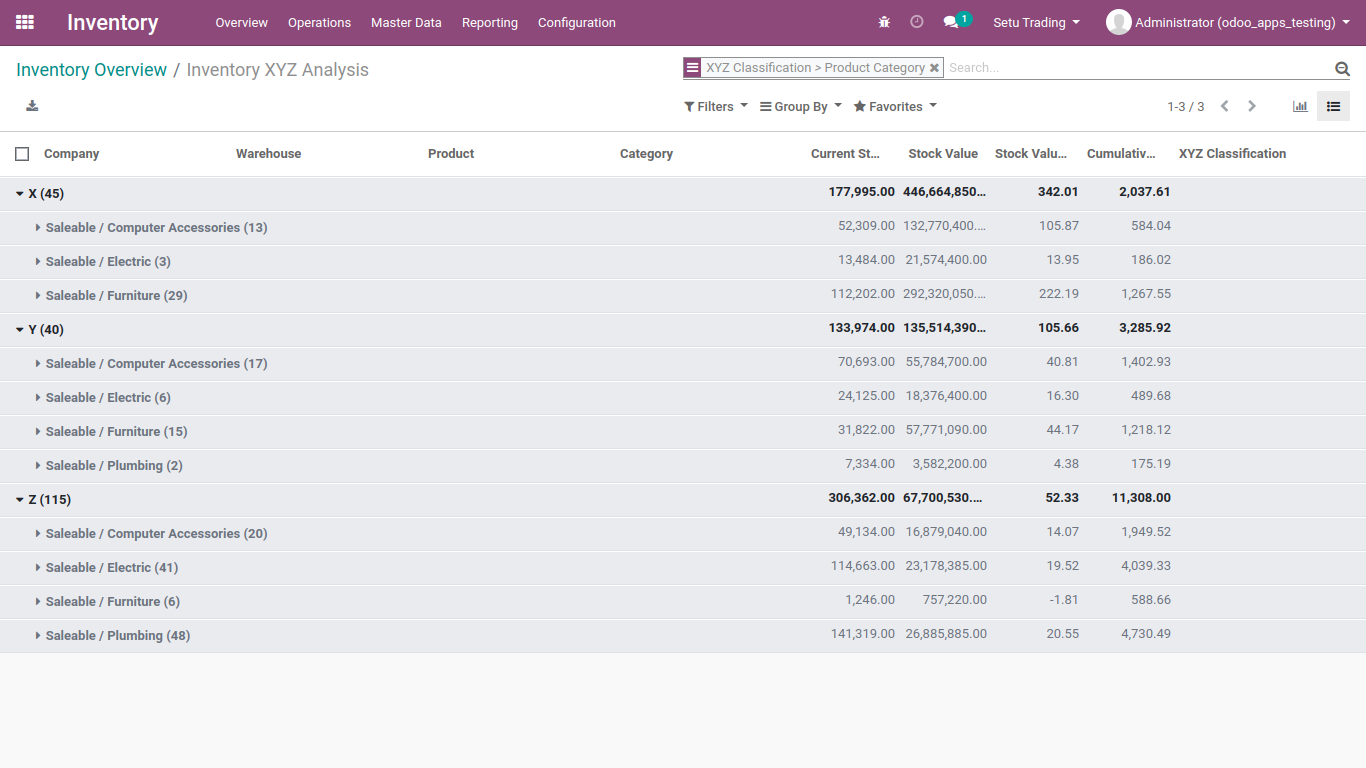 Inventory Overview Operations Master Data Reporting Configuration 1 Setu Trading Administrator (odoo_apps_testing)
Inventory Overview / Inventory XYZ Analysis XYZ Classification > Product Category Search...
Filters Group By Favorites 1-3 / 3
Company Warehouse Product Category Current St... Stock Value Stock Valu... Cumulativ... XYZ Classification
X (45) 177,995.00 446,664,850... 342.01 2,037.61
Saleable / Computer Accessories (13) 52,309.00 132,770,400.... 105.87 584.04
Saleable / Electric (3) 13,484.00 21,574,400.00 13.95 186.02
Saleable / Furniture (29) 112,202.00 292,320,050.... 222.19 1,267.55
Y (40) 133,974.00 135,514,390... 105.66 3,285.92
Saleable / Computer Accessories (17) 70,693.00 55,784,700.00 40.81 1,402.93
Saleable / Electric (6) 24,125.00 18,376,400.00 16.30 489.68
Saleable / Furniture (15) 31,822.00 57,771,090.00 44.17 1,218.12
Saleable / Plumbing (2) 7,334.00 3,582,200.00 4.38 175.19
Z (115) 306,362.00 67,700,530.... 52.33 11,308.00
Saleable / Computer Accessories (20) 49,134.00 16,879,040.00 14.07 1,949.52
Saleable / Electric (41) 114,663.00 23,178,385.00 19.52 4,039.33
Saleable / Furniture (6) 1,246.00 757,220.00 -1.81 588.66
Saleable / Plumbing (48) 141,319.00 26,885,885.00 20.55 4,730.49